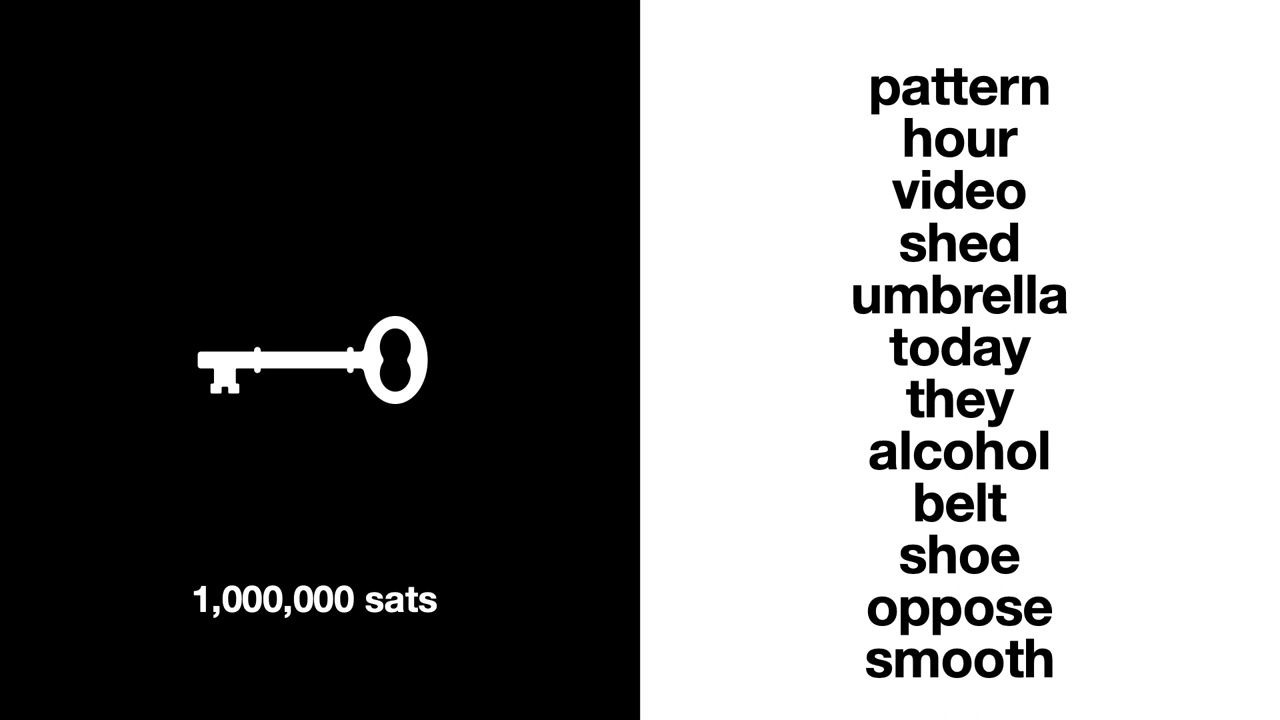 1,000,000 sats
pattern
hour
video
shed
umbrella
today
they
alcohol
belt
shoe
oppose
smooth